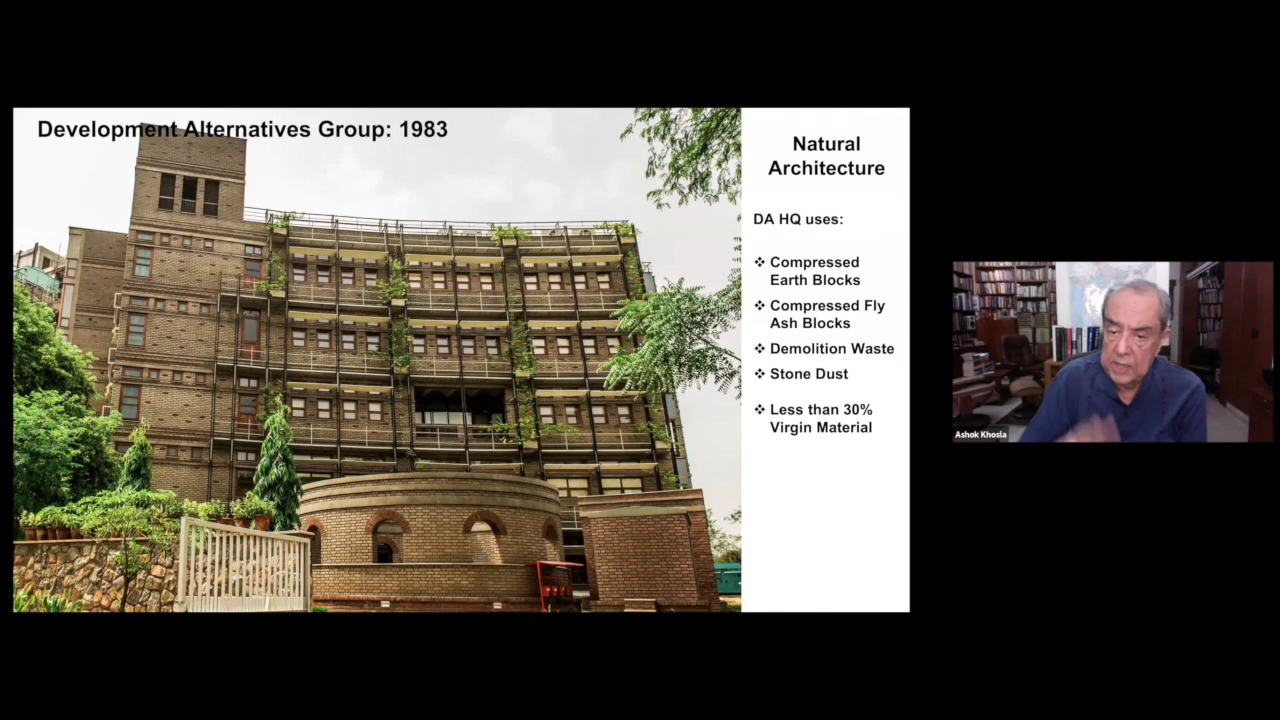 Development Alternatives Group: 1983
Natural
Architecture
DA HQ uses:
❖ Compressed
Earth Blocks
❖ Compressed Fly
Ash Blocks
❖ Demolition Waste
❖ Stone Dust
❖ Less than 30%
Virgin Material
Ashok Khosla